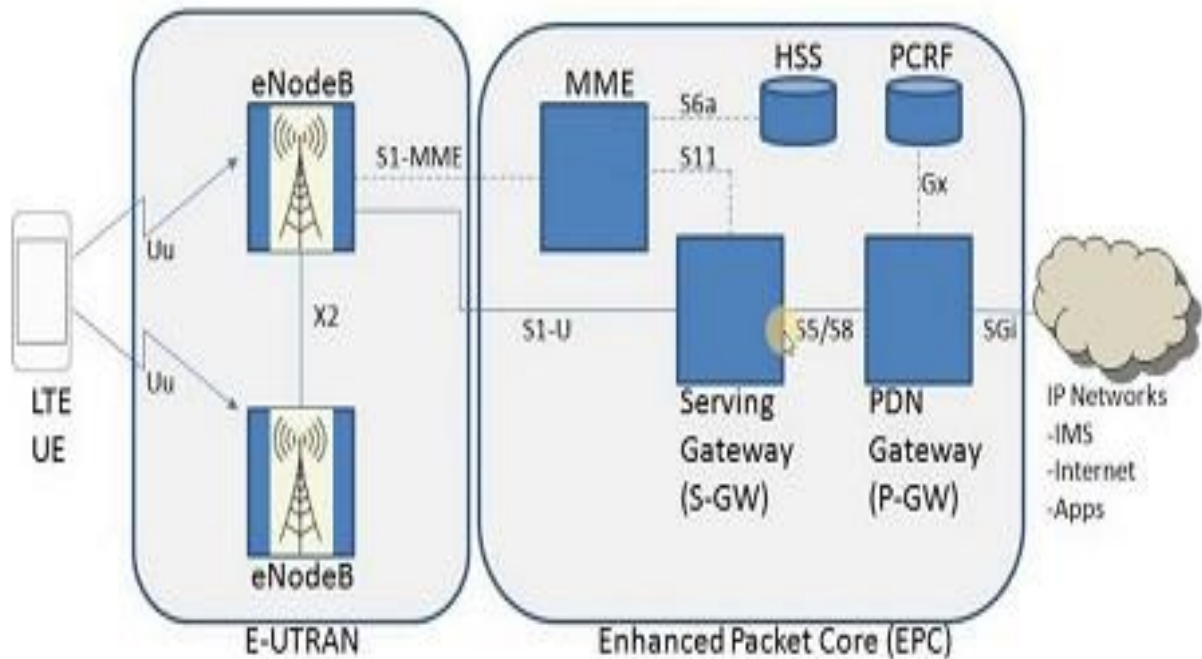 eNodeB
MME
HSS
PCRF
S6a
S1-MME
S11
Gx
Uu
X2
S1-U
S5/S8
SGi
Uu
LTE
UE
Serving
Gateway
(S-GW)
PDN
Gateway
(P-GW)
IP Networks
-IMS
-Internet
-Apps
eNodeB
E-UTRAN
Enhanced Packet Core (EPC)